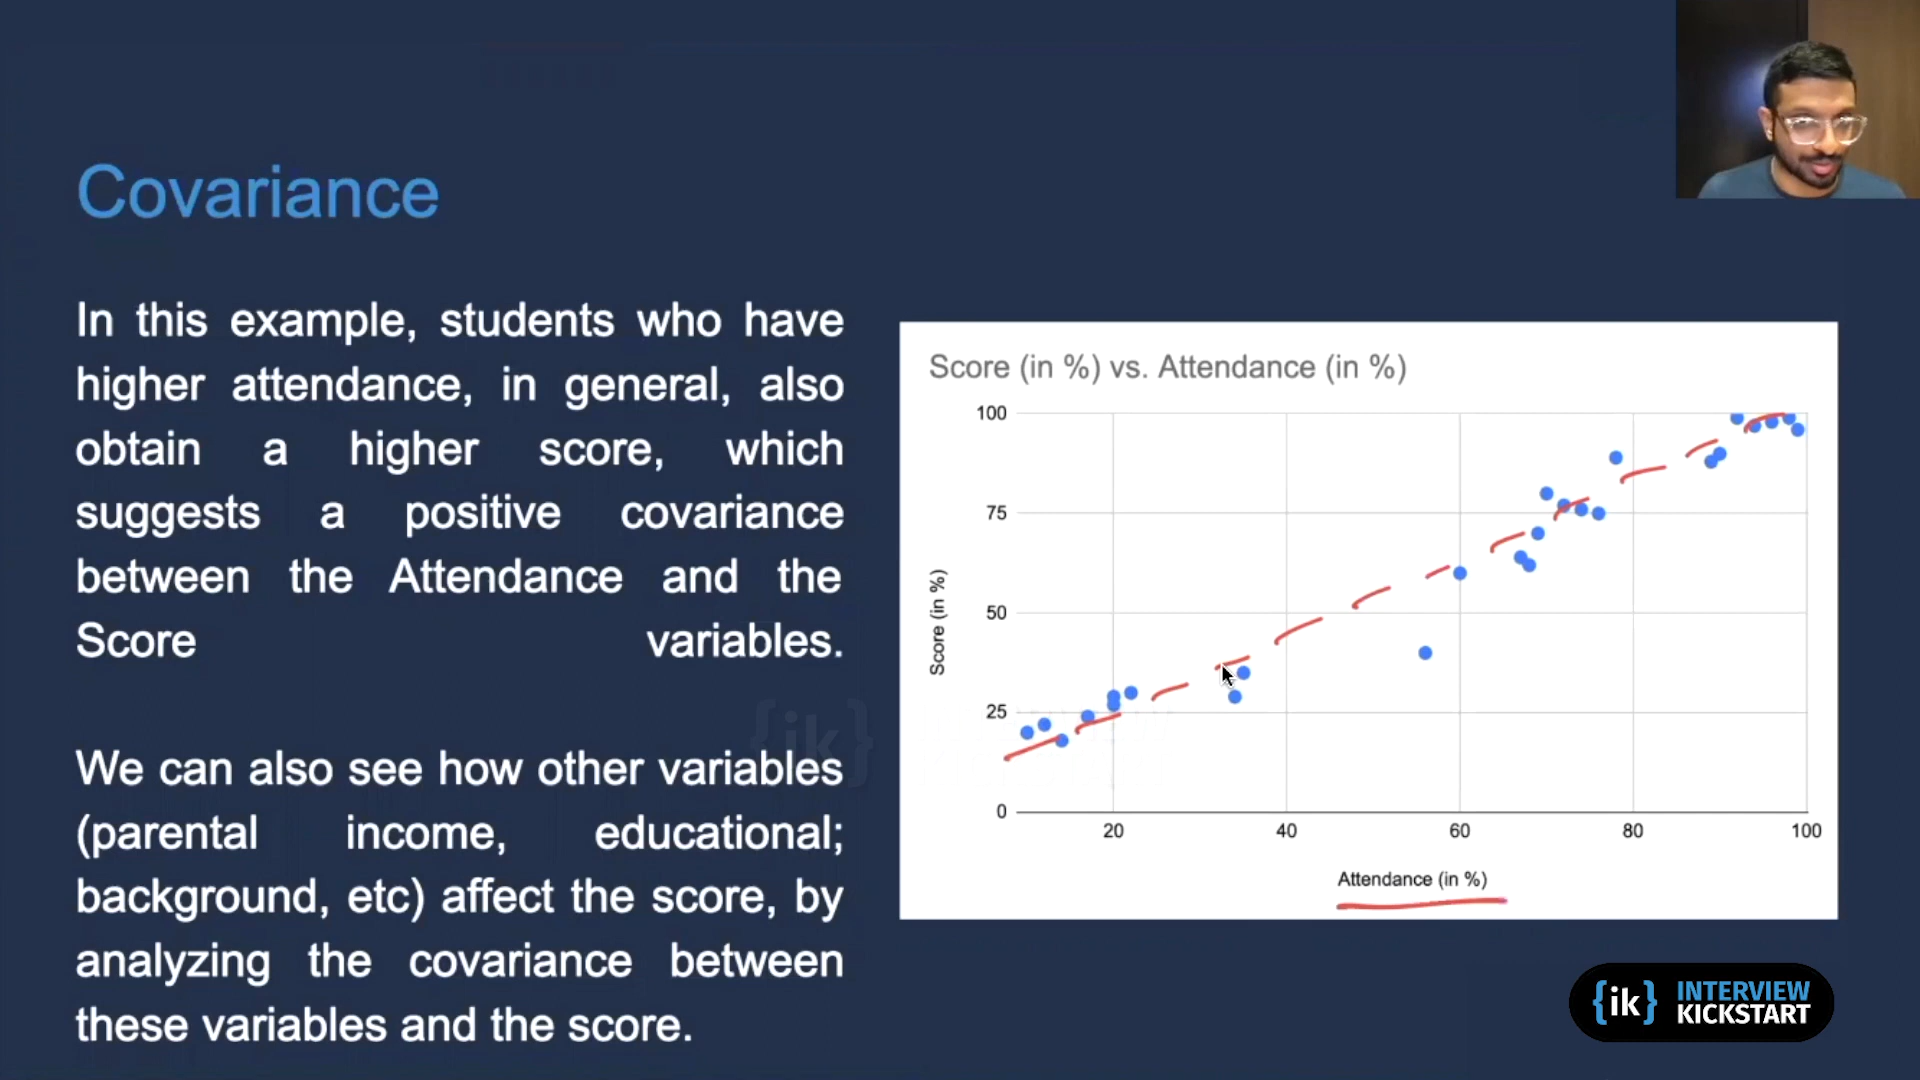 Covariance
In this example, students who have
higher attendance, in general, also
obtain a higher score, which
suggests a positive covariance
between the Attendance and the
Score variables.
We can also see how other variables
(parental income, educational;
background, etc) affect the score, by
analyzing the covariance between
these variables and the score.
{ik}
Score (in %) vs. Attendance (in %)
100
75
50
25
0
Score (in %)
20 40 60 80 100
Attendance (in %)
{ik} INTERVIEW
KICKSTART